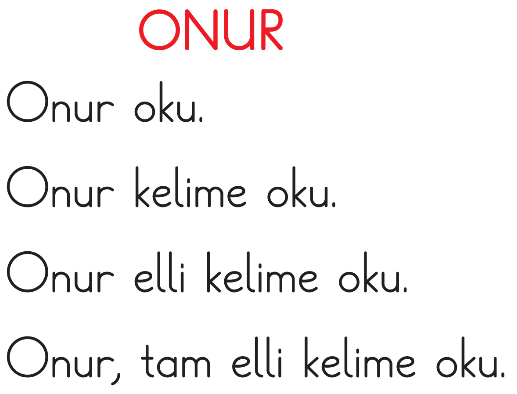 ONUR
Onur oku.
Onur kelime oku.
Onur elli kelime oku.
Onur, tam elli kelime oku.